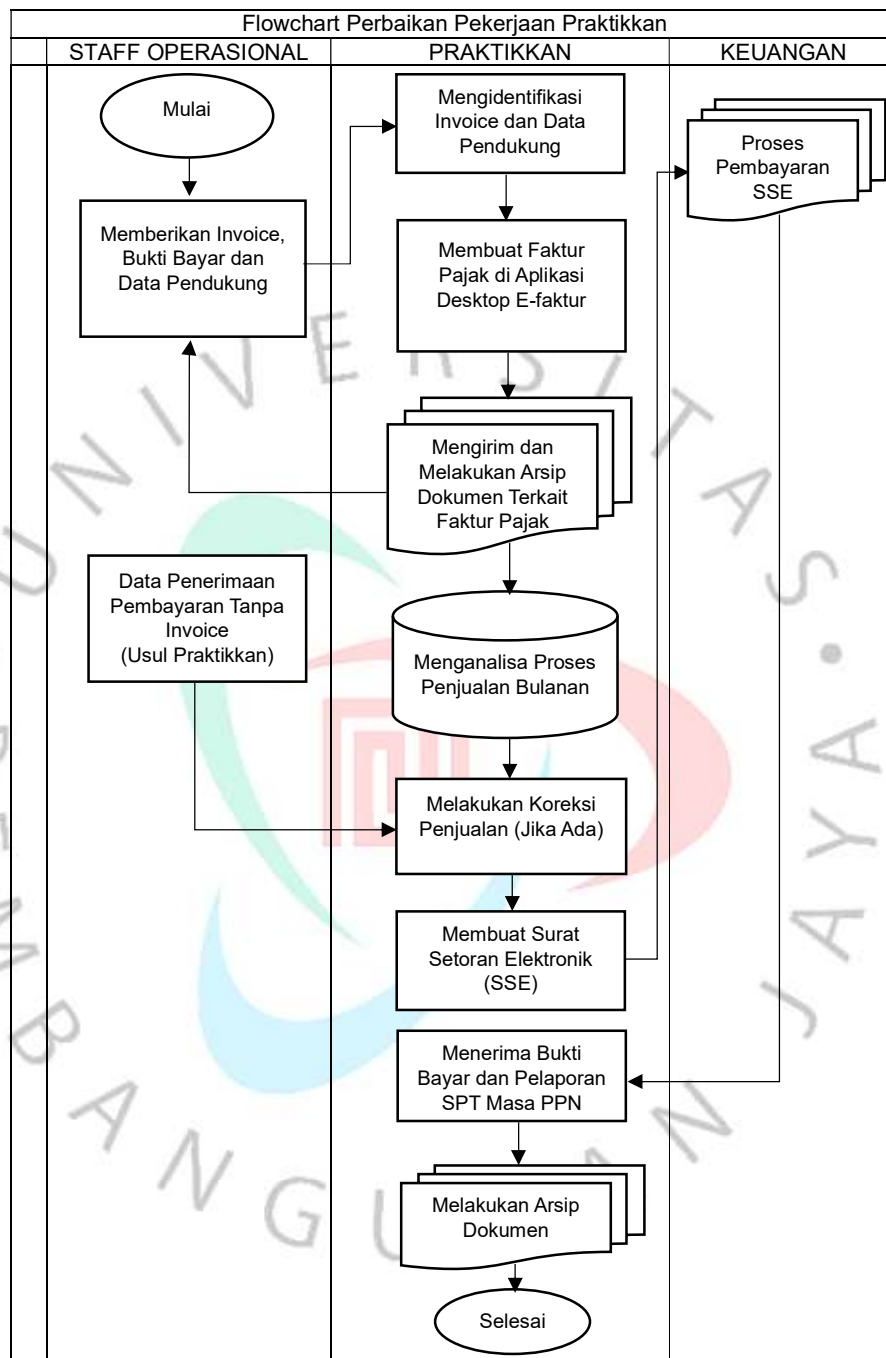 Flowchart Perbaikan Pekerjaan Praktikkan
STAFF OPERASIONAL
PRAKTIKKAN
KEUANGAN
Mulai
Mengidentifikasi
Invoice dan Data
Pendukung
Proses
Pembayaran
SSE
Memberikan Invoice,
Bukti Bayar dan
Data Pendukung
Membuat Faktur
Pajak di Aplikasi
Desktop E-faktur
Mengirim dan
Melakukan Arsip
Dokumen Terkait
Faktur Pajak
Data Penerimaan
Pembayaran Tanpa
Invoice
(Usul Praktikkan)
Menganalisa Proses
Penjualan Bulanan
Melakukan Koreksi
Penjualan (Jika Ada)
Membuat Surat
Setoran Elektronik
(SSE)
Menerima Bukti
Bayar dan Pelaporan
SPT Masa PPN
Melakukan Arsip
Dokumen
Selesai
UNIVERSITAS
JAYA